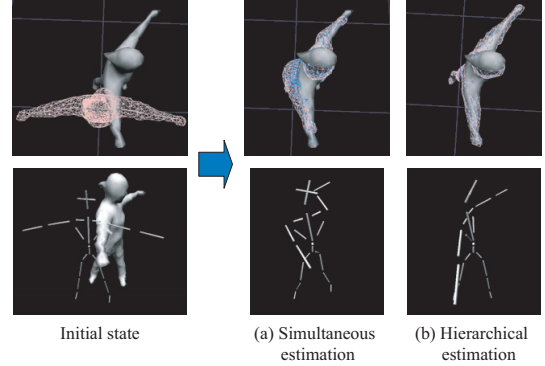 Initial state
(a) Simultaneous
estimation
(b) Hierarchical
estimation